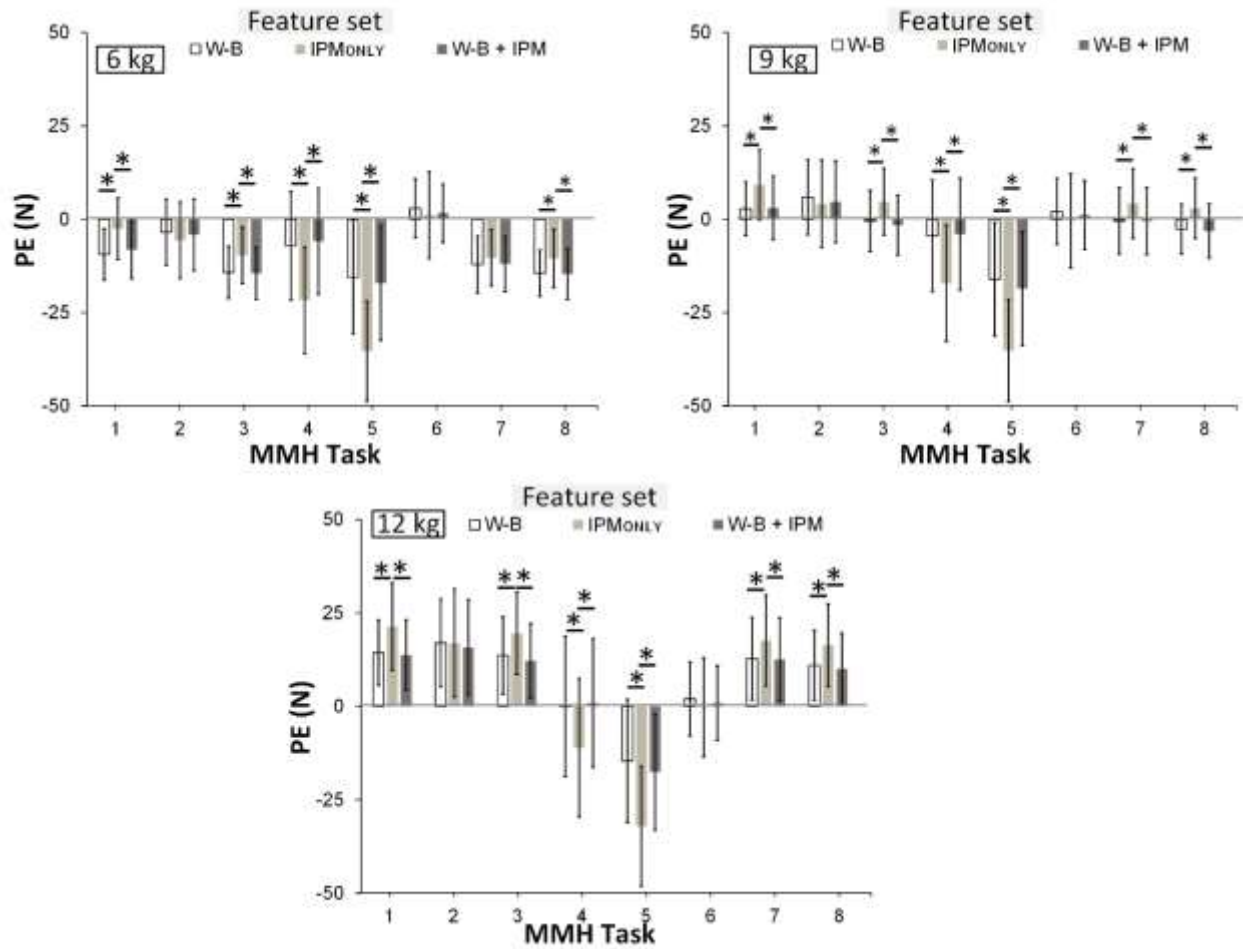 Feature set
6 kg
W-B IPMONLY W-B + IPM
50
25
0
-25
-50
PE (N)
* * * * * * * * * *
1 2 3 4 5 6 7 8
MMH Task
Feature set
9 kg
W-B IPMONLY W-B + IPM
50
25
0
-25
-50
PE (N)
* * * * * * * * * * * *
1 2 3 4 5 6 7 8
MMH Task
Feature set
12 kg
W-B IPMONLY W-B + IPM
50
25
0
-25
-50
PE (N)
* * * * * * * * * * * *
1 2 3 4 5 6 7 8
MMH Task